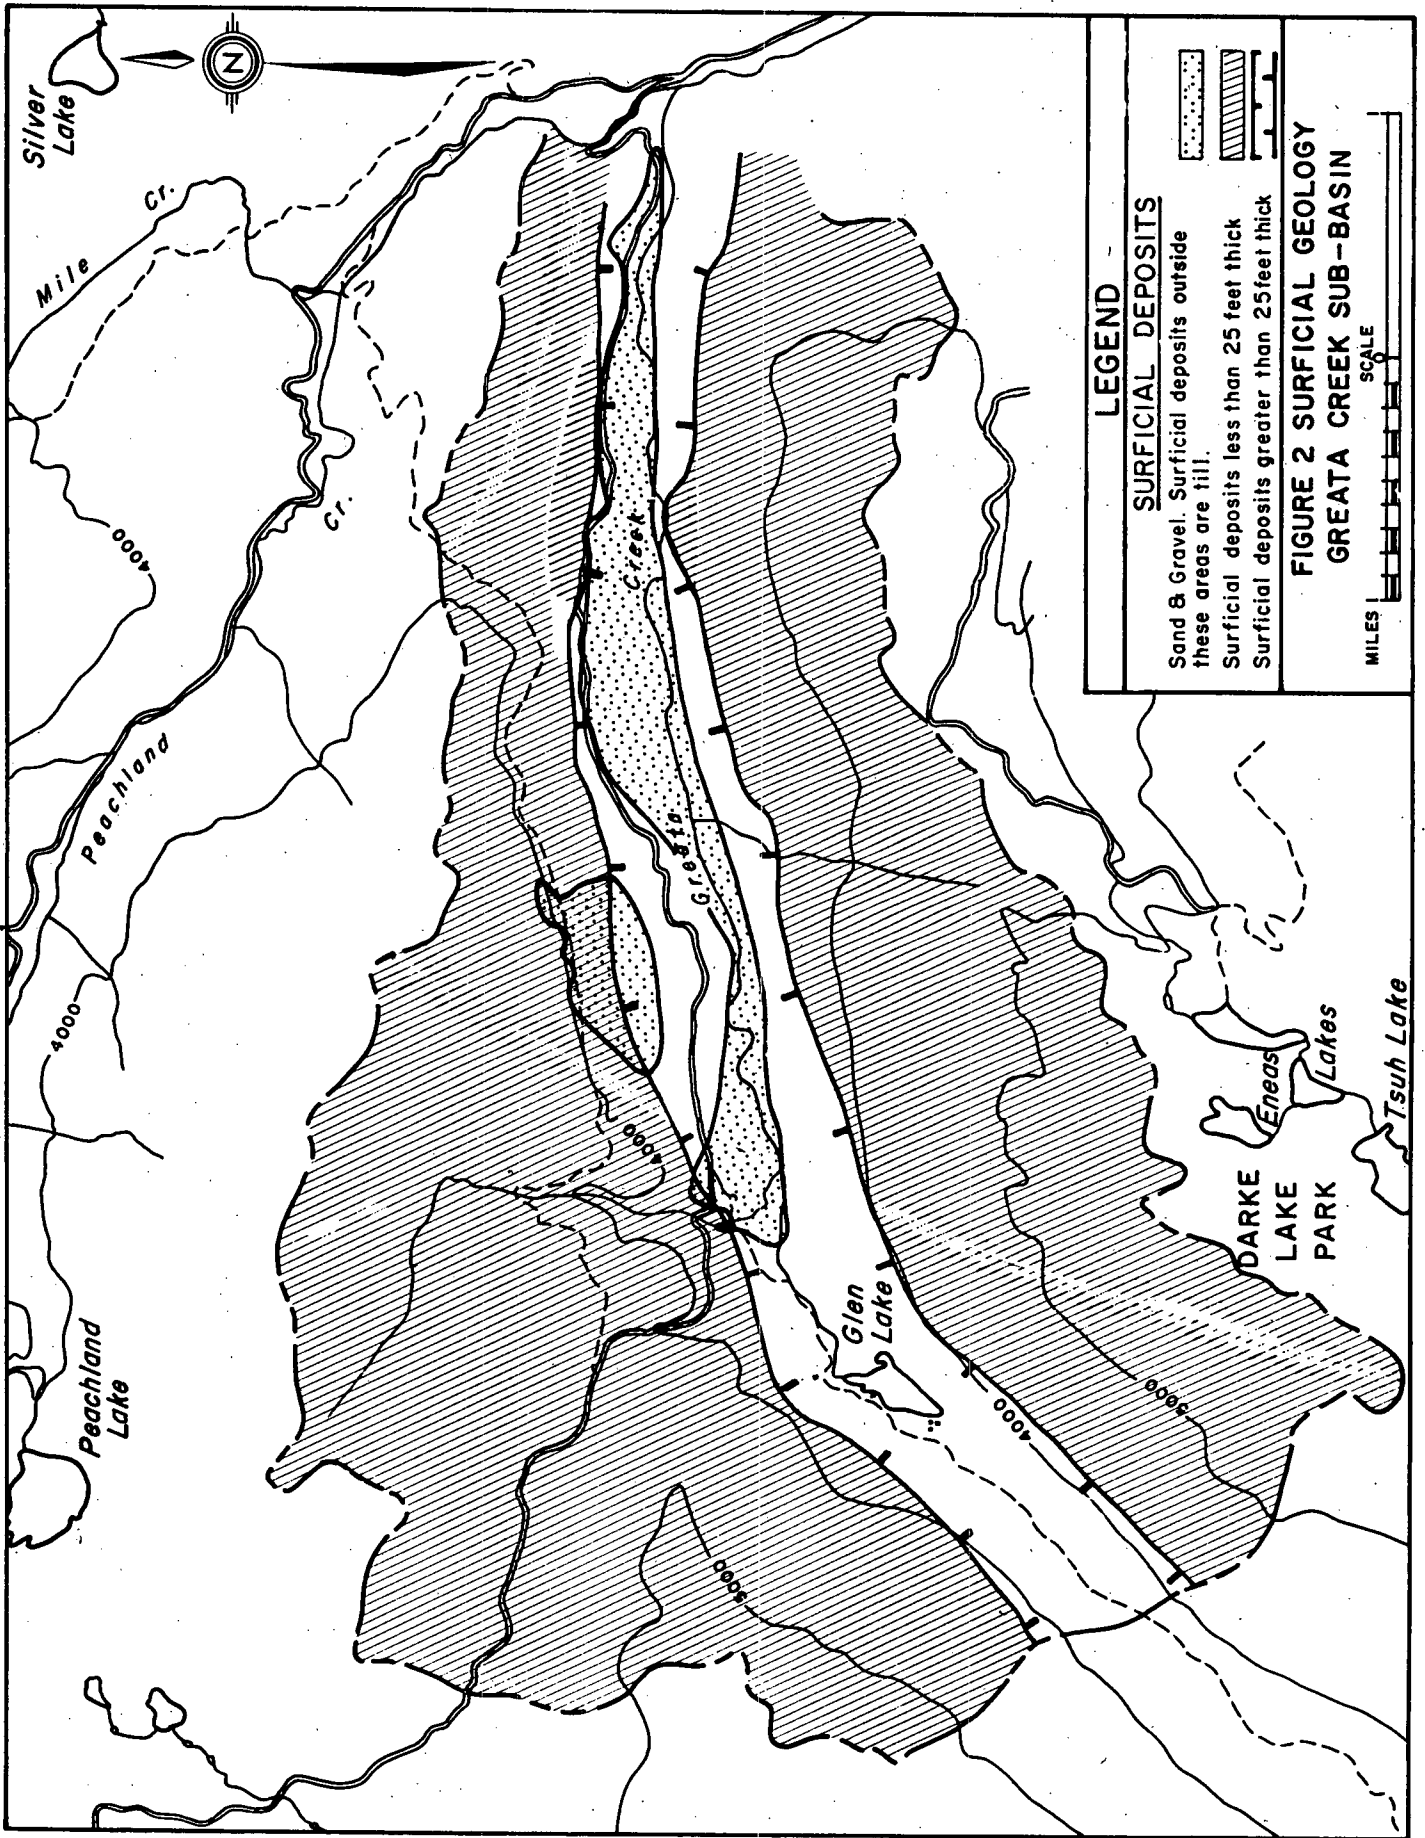 Silver
Lake
N
Mile
Cr.
4000
Cr.
Peachland
4000
Peachland
Lake
Creek
Greata
4000
Glen
Lake
4000
5000
5000
Eneas
Lakes
Tsuh Lake
DARKE
LAKE
PARK
LEGEND
SURFICIAL DEPOSITS
Sand & Gravel. Surficial deposits outside
these areas are till.
Surficial deposits less than 25 feet thick
Surficial deposits greater than 25 feet thick
FIGURE 2 SURFICIAL GEOLOGY
GREATA CREEK SUB-BASIN
SCALE
MILES
0